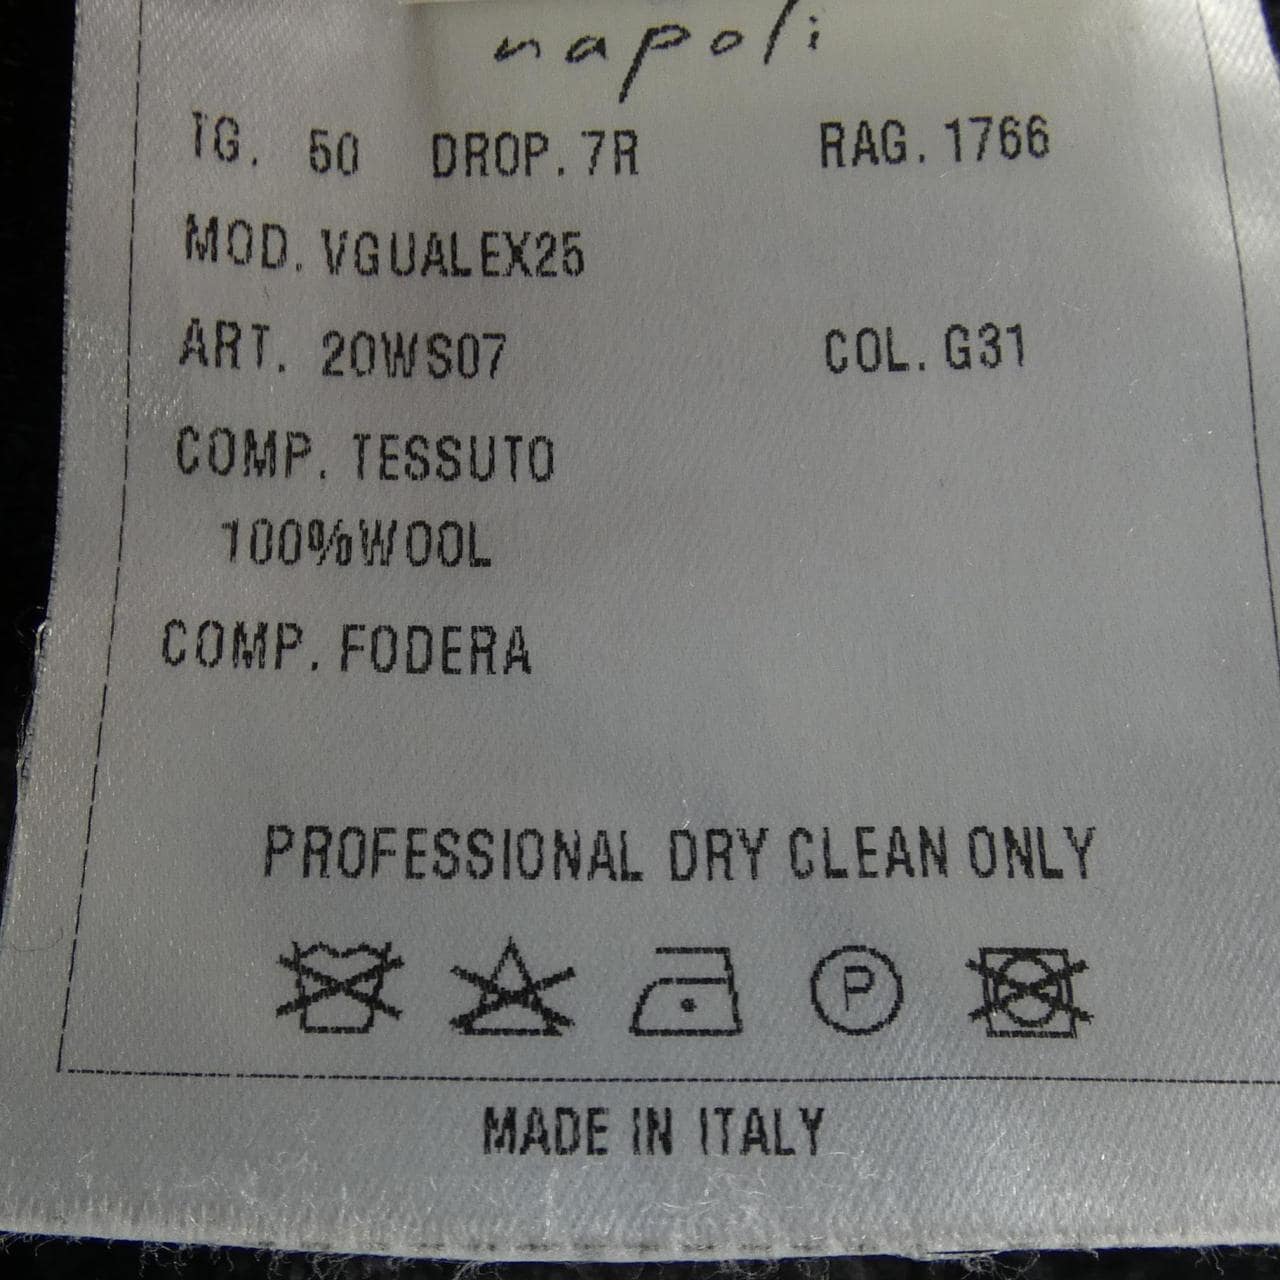 napoli
TG. 50 DROP. 7R RAG. 1766
MOD. VGUALEX25
ART. 20WS07 COL. G31
COMP. TESSUTO
100%WOOL
COMP. FODERA
PROFESSIONAL DRY CLEAN ONLY
P
MADE IN ITALY